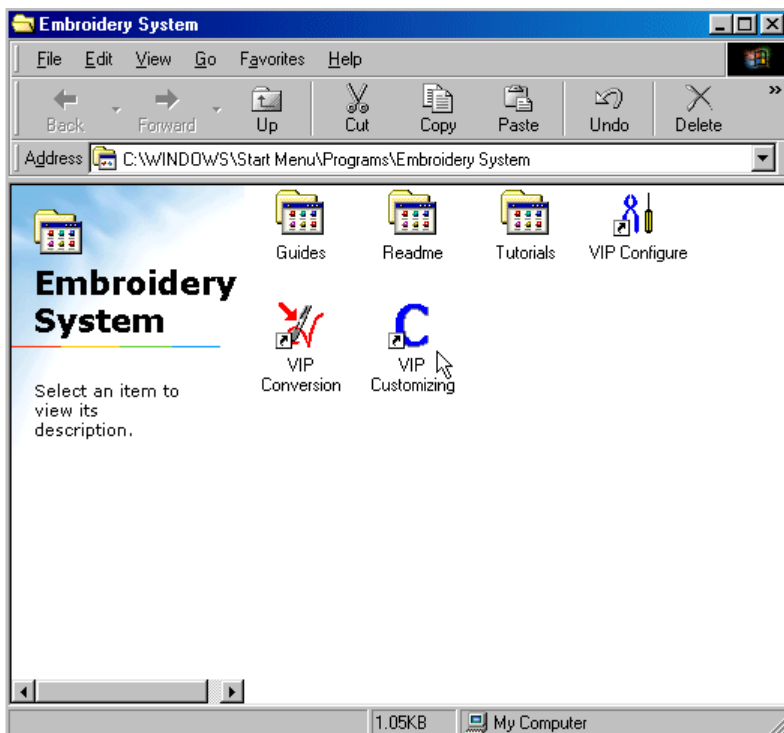 Embroidery System
File Edit View Go Favorites Help
Back Forward Up Cut Copy Paste Undo Delete »
Address C:\WINDOWS\Start Menu\Programs\Embroidery System
Embroidery
System
Select an item to
view its
description.
Guides Readme Tutorials VIP Configure
VIP
Conversion
VIP
Customizing
1.05KB My Computer